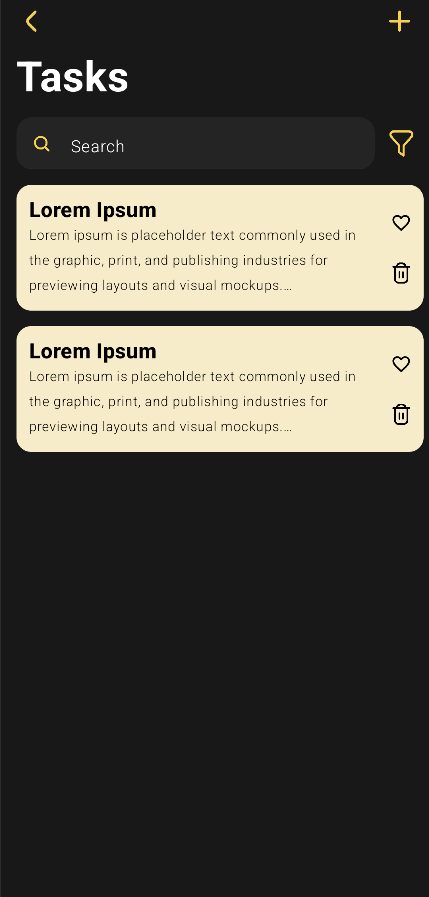 Tasks
Search
Lorem Ipsum
Lorem ipsum is placeholder text commonly used in
the graphic, print, and publishing industries for
previewing layouts and visual mockups....
Lorem Ipsum
Lorem ipsum is placeholder text commonly used in
the graphic, print, and publishing industries for
previewing layouts and visual mockups....